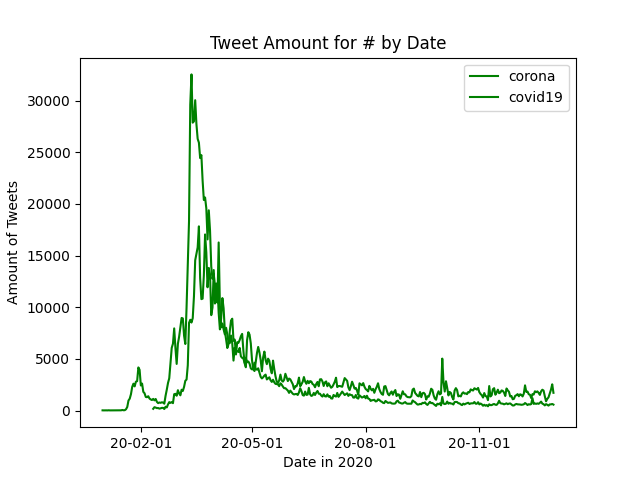 Tweet Amount for # by Date
corona
covid19
Amount of Tweets
30000
25000
20000
15000
10000
5000
0
20-02-01
20-05-01
20-08-01
20-11-01
Date in 2020